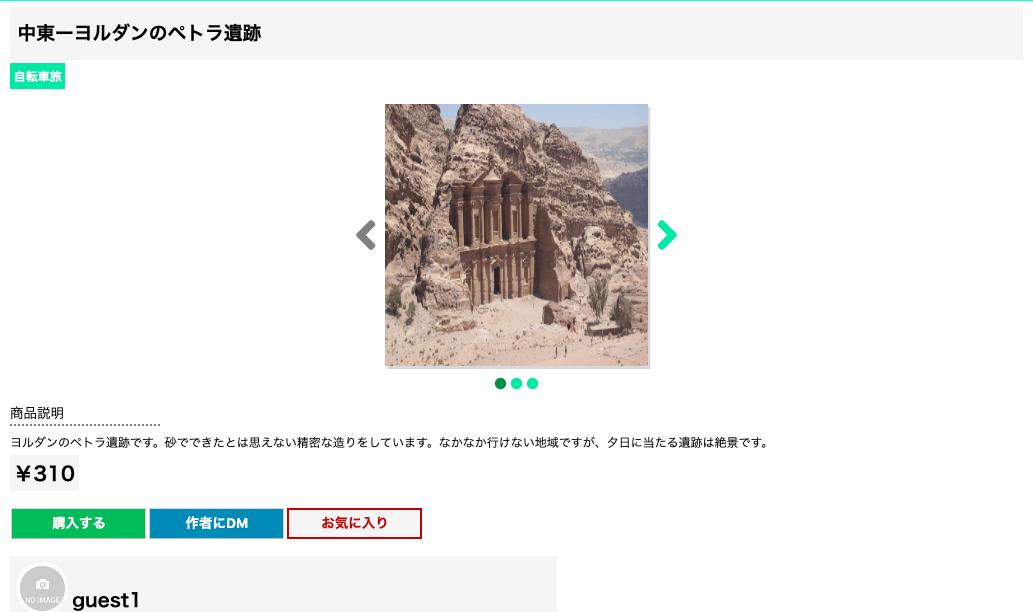 中東ーヨルダンのペトラ遺跡
自転車旅
商品説明
ヨルダンのペトラ遺跡です。砂でできたとは思えない精密な造りをしています。なかなか行けない地域ですが、夕日に当たる遺跡は絶景です。
¥310
購入する 作者にDM お気に入り
NO IMAGE
guest1